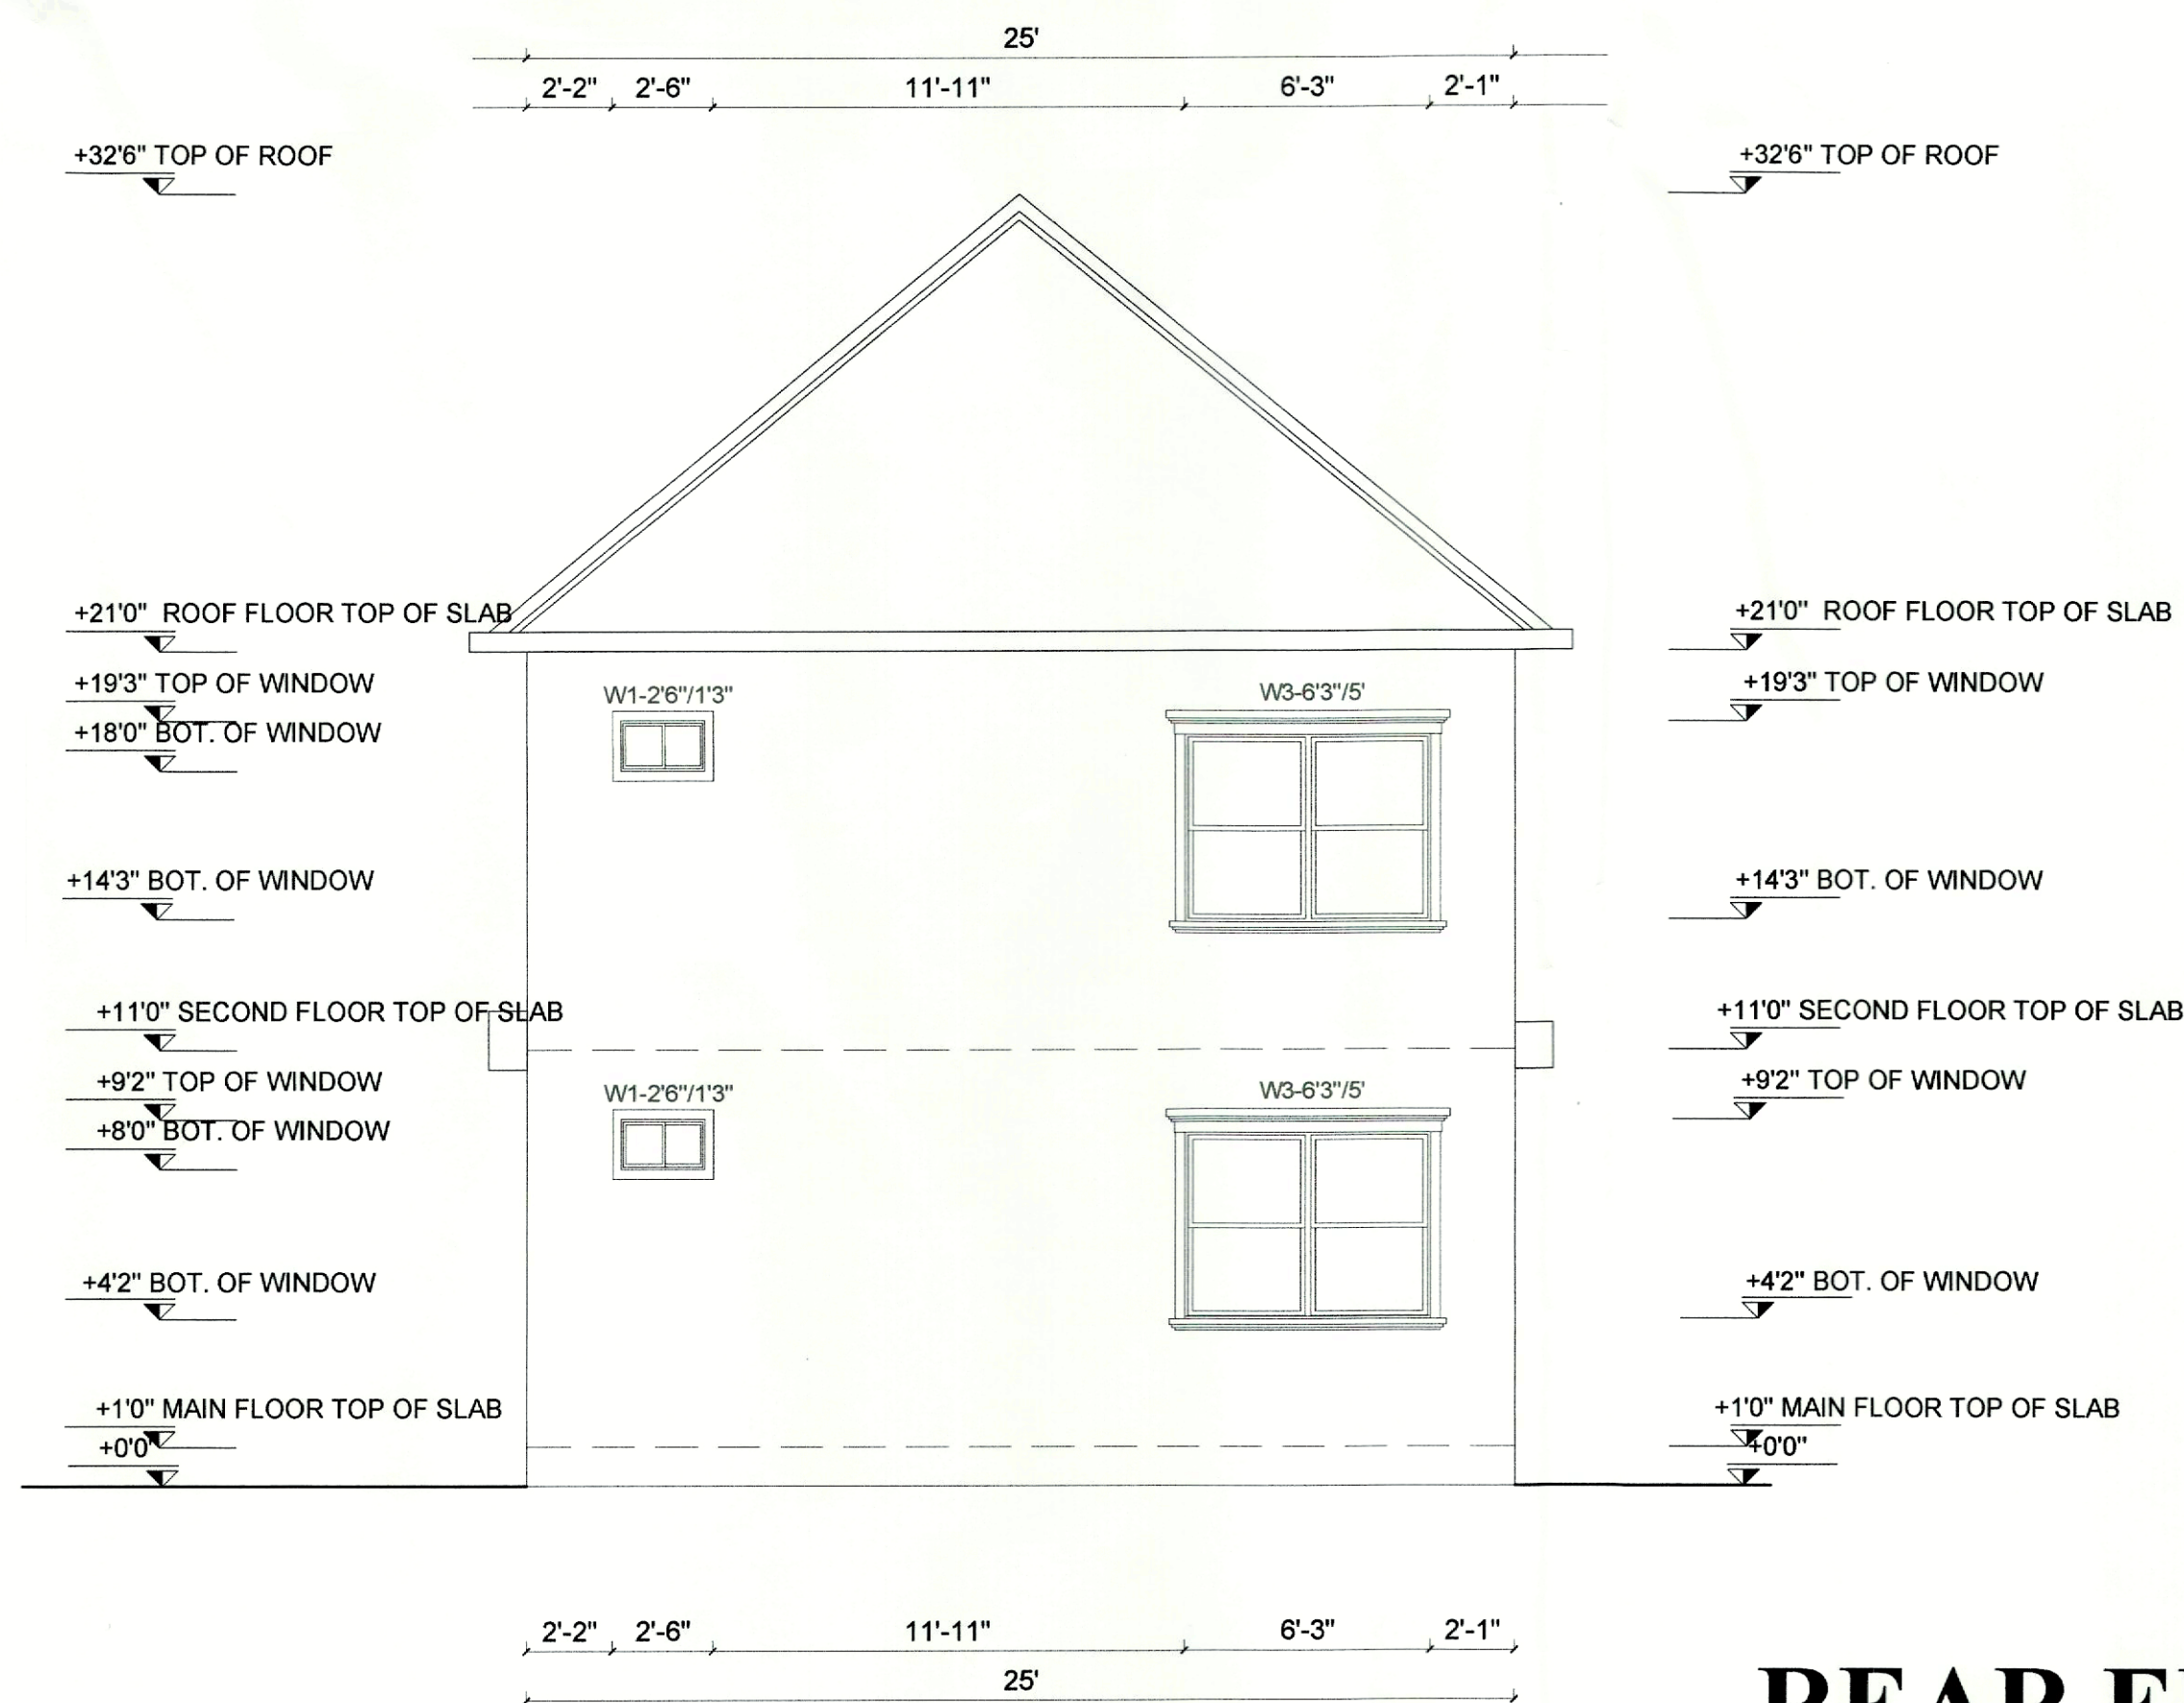 25'
2'-2" 2'-6" 11'-11" 6'-3" 2'-1"
+32'6" TOP OF ROOF
+32'6" TOP OF ROOF
+21'0" ROOF FLOOR TOP OF SLAB
+21'0" ROOF FLOOR TOP OF SLAB
+19'3" TOP OF WINDOW
W1-2'6"/1'3"
W3-6'3"/5'
+19'3" TOP OF WINDOW
+18'0" BOT. OF WINDOW
+14'3" BOT. OF WINDOW
+14'3" BOT. OF WINDOW
+11'0" SECOND FLOOR TOP OF SLAB
+11'0" SECOND FLOOR TOP OF SLAB
+9'2" TOP OF WINDOW
W1-2'6"/1'3"
W3-6'3"/5'
+9'2" TOP OF WINDOW
+8'0" BOT. OF WINDOW
+4'2" BOT. OF WINDOW
+4'2" BOT. OF WINDOW
+1'0" MAIN FLOOR TOP OF SLAB
+1'0" MAIN FLOOR TOP OF SLAB
+0'0"
+0'0"
2'-2" 2'-6" 11'-11" 6'-3" 2'-1"
25'
REAR